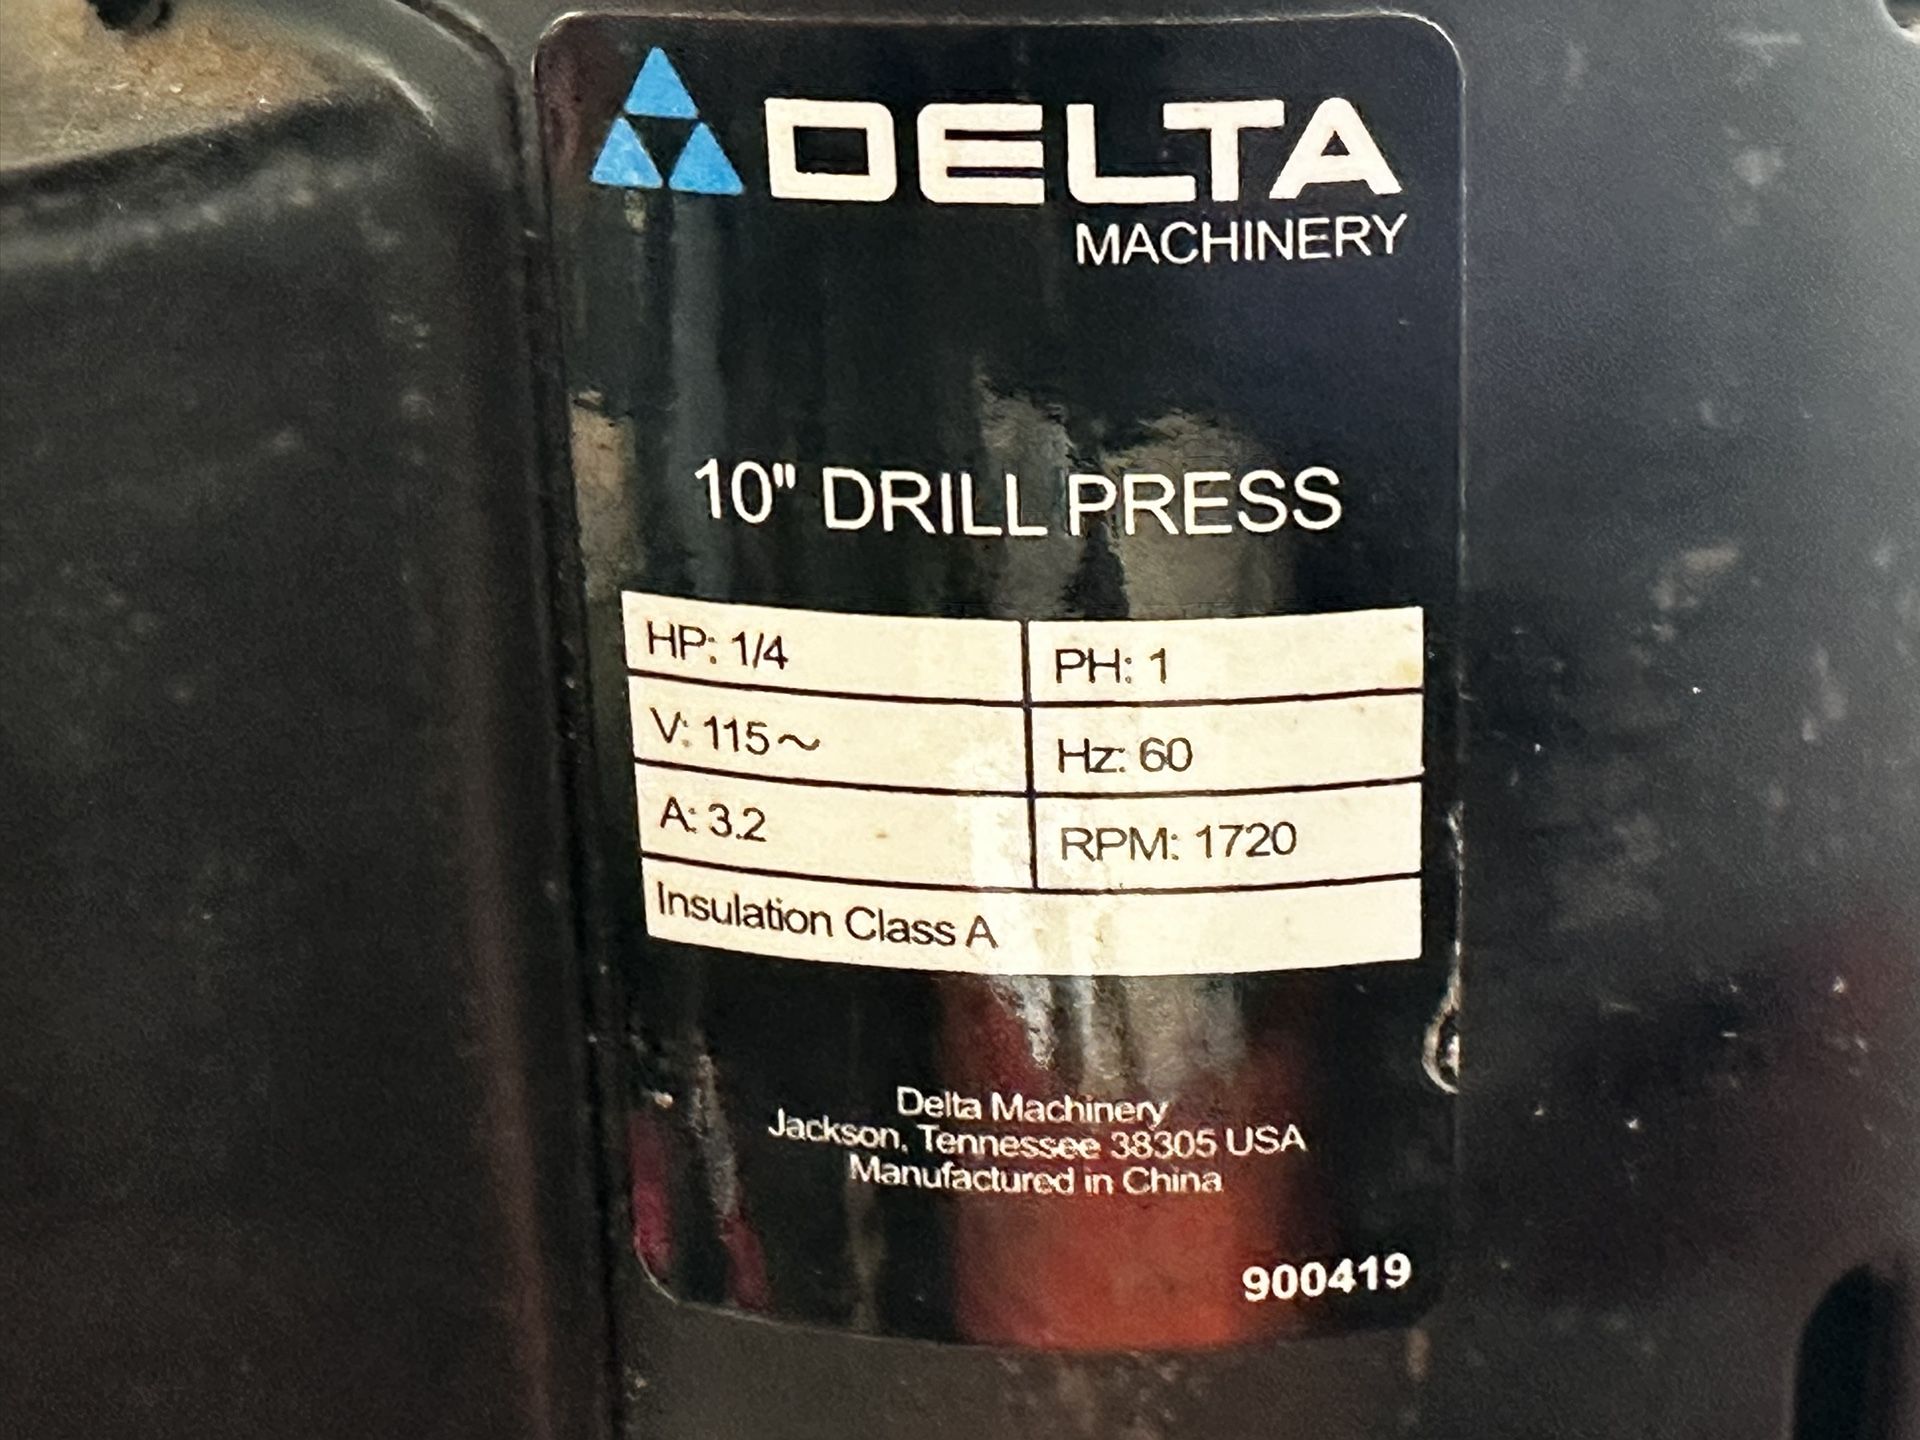 DELTA
MACHINERY
10" DRILL PRESS
HP: 1/4 PH: 1
V: 115~ Hz: 60
A: 3.2 RPM: 1720
Insulation Class A
Delta Machinery
Jackson, Tennessee 38305 USA
Manufactured in China
900419